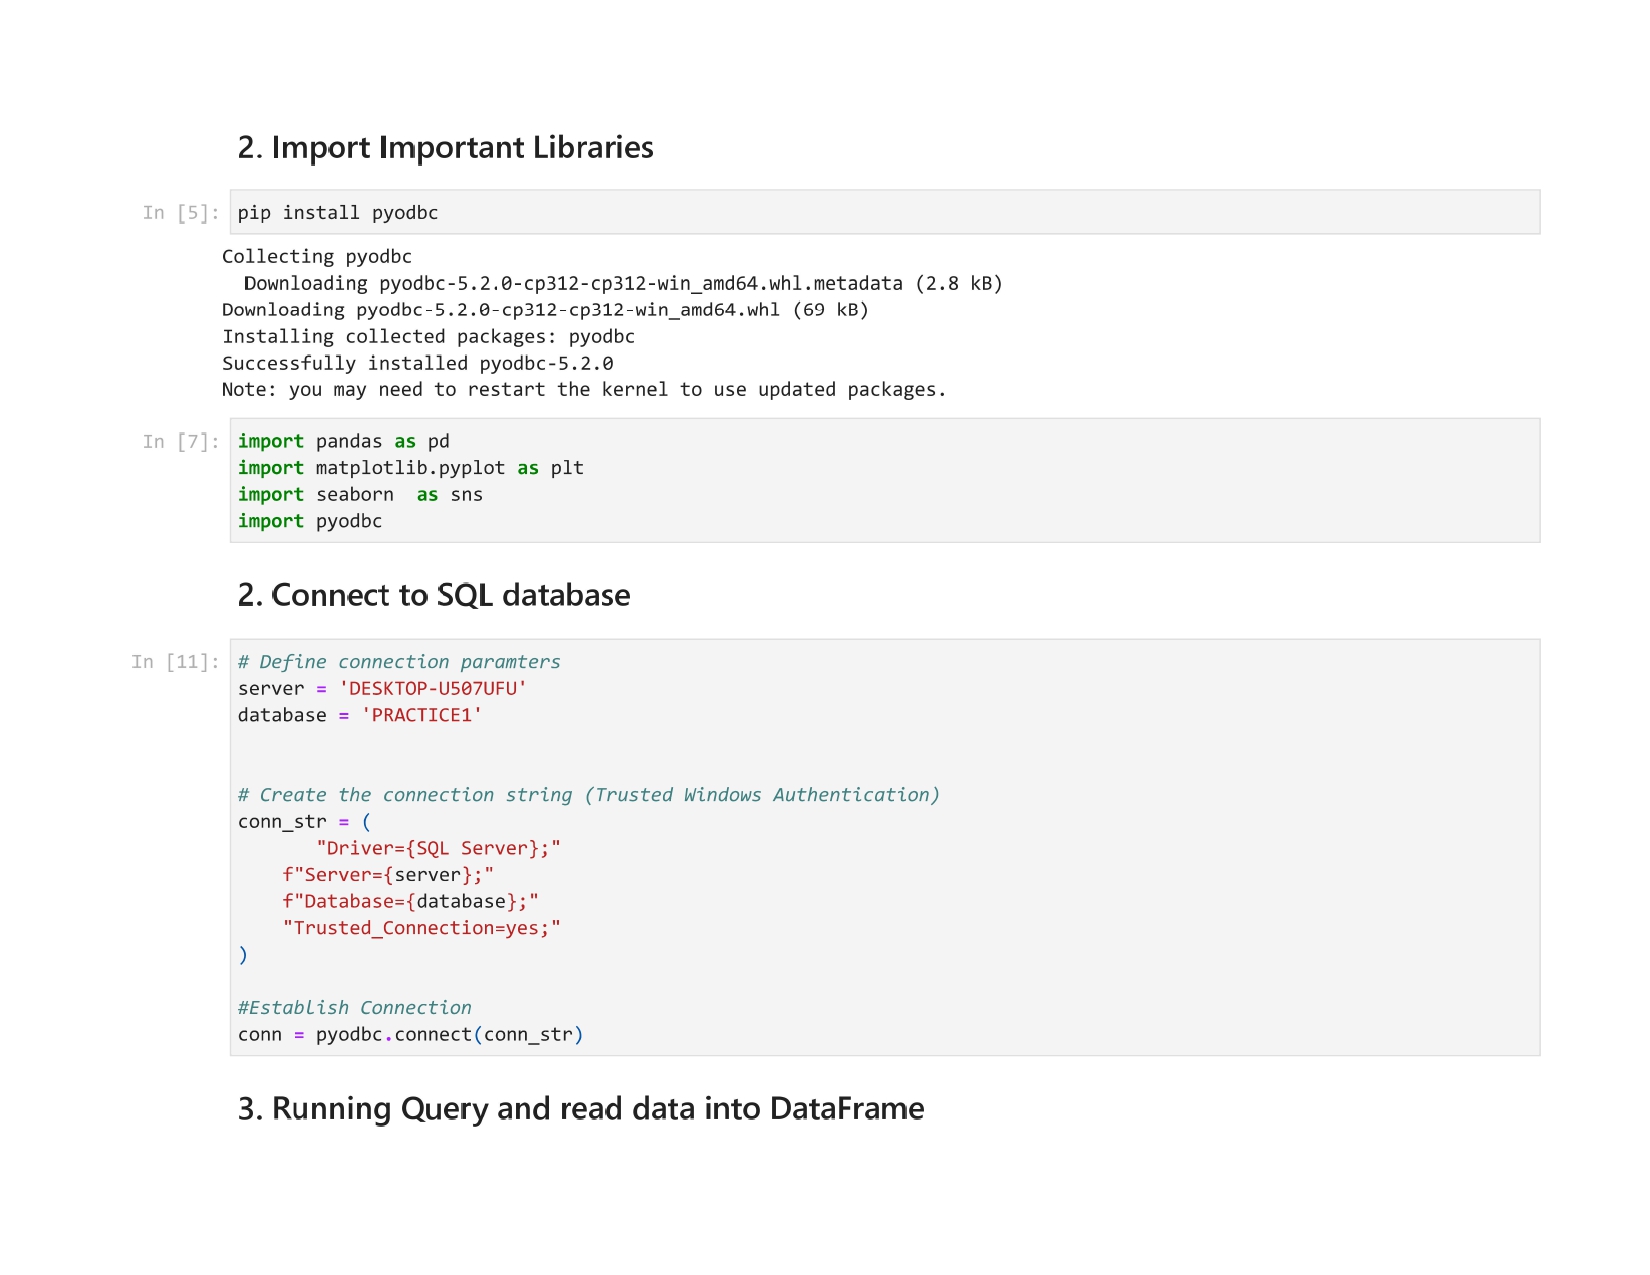 2. Import Important Libraries
In [5]: pip install pyodbc
Collecting pyodbc
  Downloading pyodbc-5.2.0-cp312-cp312-win_amd64.whl.metadata (2.8 kB)
Downloading pyodbc-5.2.0-cp312-cp312-win_amd64.whl (69 kB)
Installing collected packages: pyodbc
Successfully installed pyodbc-5.2.0
Note: you may need to restart the kernel to use updated packages.
In [7]: import pandas as pd
import matplotlib.pyplot as plt
import seaborn  as sns
import pyodbc
2. Connect to SQL database
In [11]: # Define connection paramters
server = 'DESKTOP-U507UFU'
database = 'PRACTICE1'
# Create the connection string (Trusted Windows Authentication)
conn_str = (
       "Driver={SQL Server};"
    f"Server={server};"
    f"Database={database};"
    "Trusted_Connection=yes;"
)
#Establish Connection
conn = pyodbc.connect(conn_str)
3. Running Query and read data into DataFrame